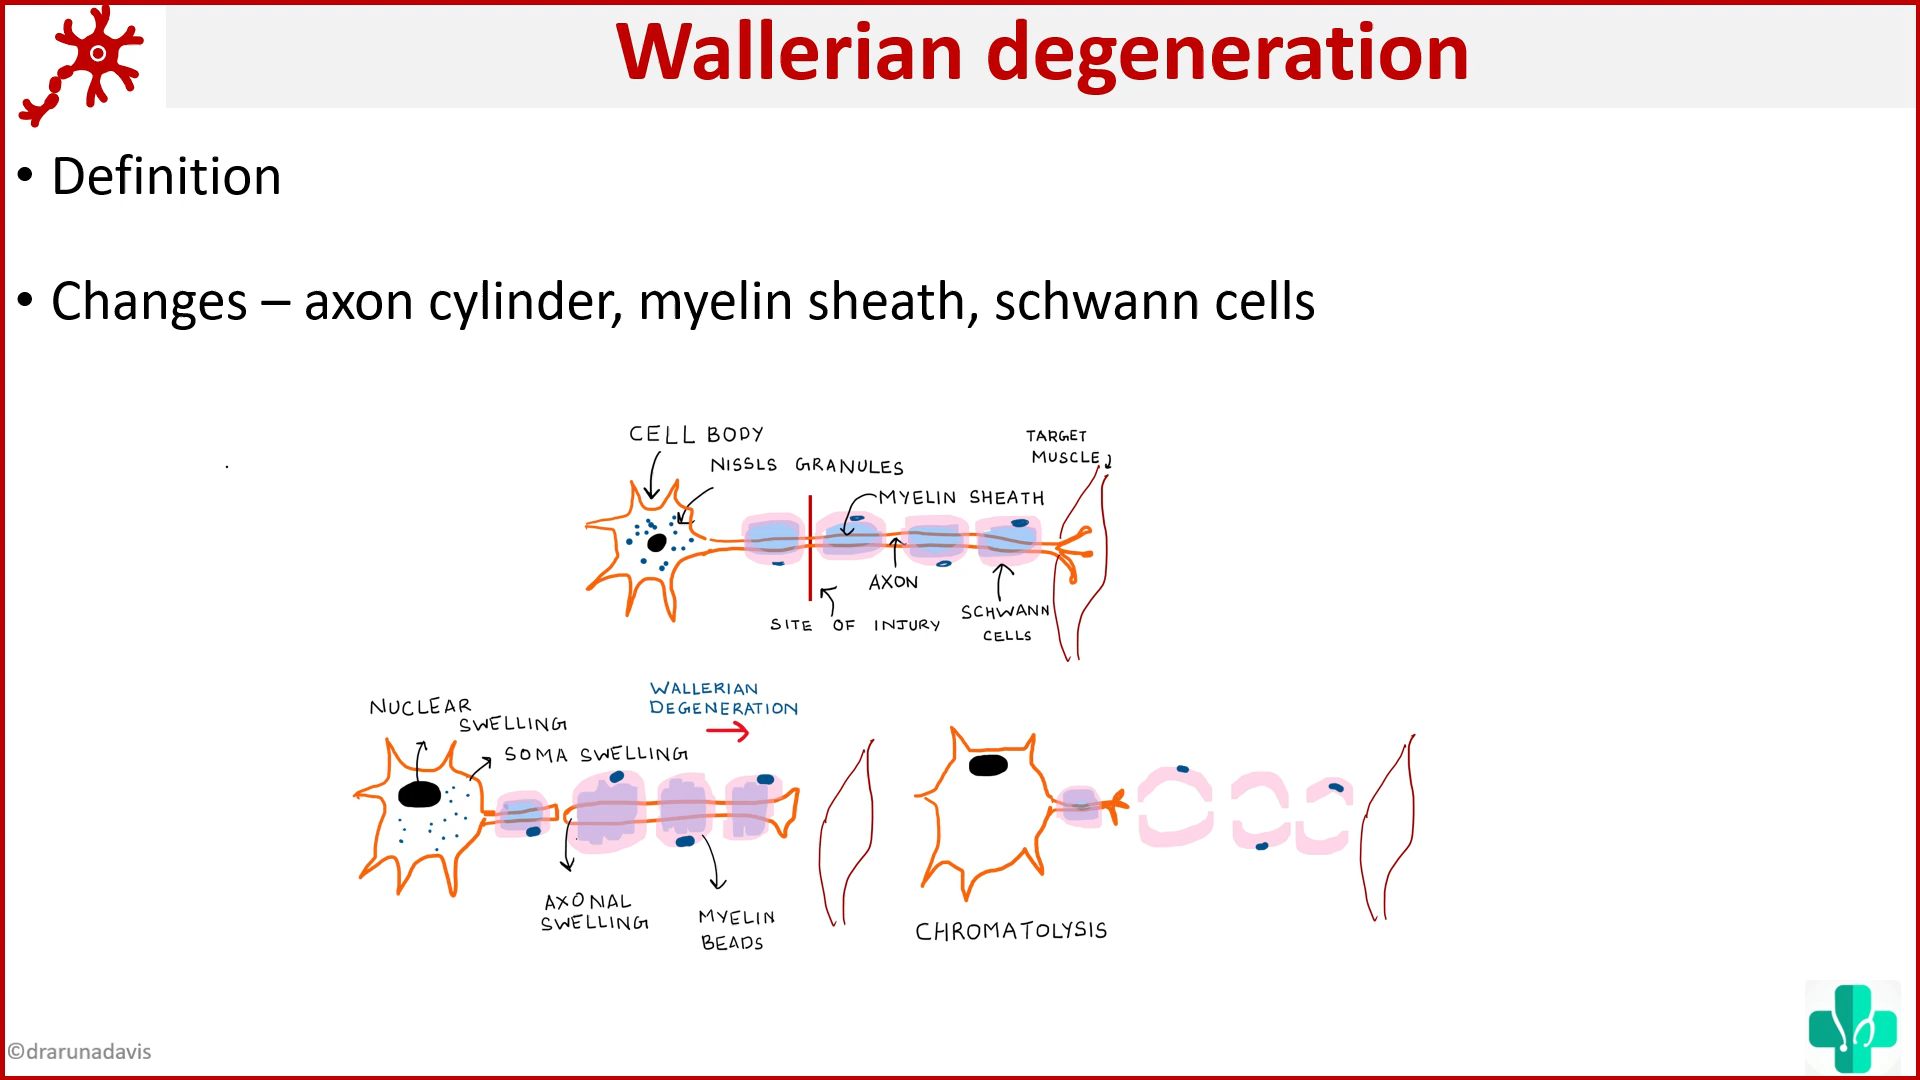 Wallerian degeneration
• Definition
• Changes – axon cylinder, myelin sheath, schwann cells
CELL BODY
NISSLS GRANULES
TARGET
MUSCLE
MYELIN SHEATH
AXON
SITE OF INJURY
SCHWANN
CELLS
NUCLEAR
SWELLING
SOMA SWELLING
WALLERIAN
DEGENERATION
AXONAL
SWELLING
MYELIN
BEADS
CHROMATOLYSIS
©drarunadavis